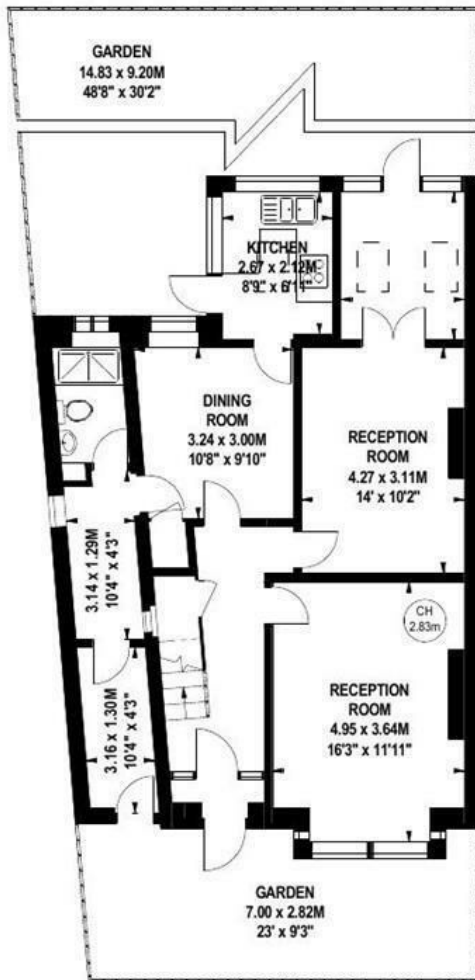 GARDEN
14.83 x 9.20M
48'8" x 30'2"
KITCHEN
2.67 x 2.12M
8'9" x 6'11"
DINING
ROOM
3.24 x 3.00M
10'8" x 9'10"
RECEPTION
ROOM
4.27 x 3.11M
14' x 10'2"
3.14 x 1.29M
10'4" x 4'3"
CH
2.83m
RECEPTION
ROOM
4.95 x 3.64M
16'3" x 11'11"
3.16 x 1.30M
10'4" x 4'3"
GARDEN
7.00 x 2.82M
23' x 9'3"